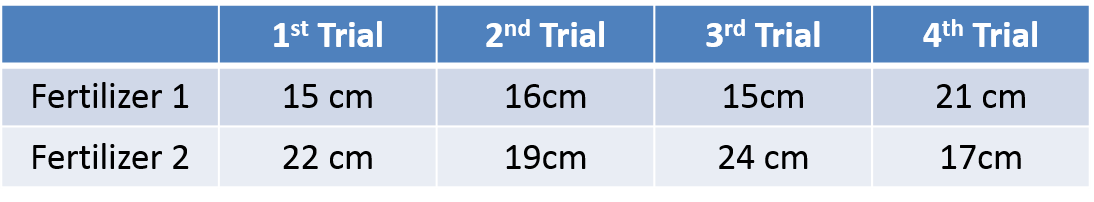 1st Trial 2nd Trial 3rd Trial 4th Trial
Fertilizer 1 15 cm 16cm 15cm 21 cm
Fertilizer 2 22 cm 19cm 24 cm 17cm